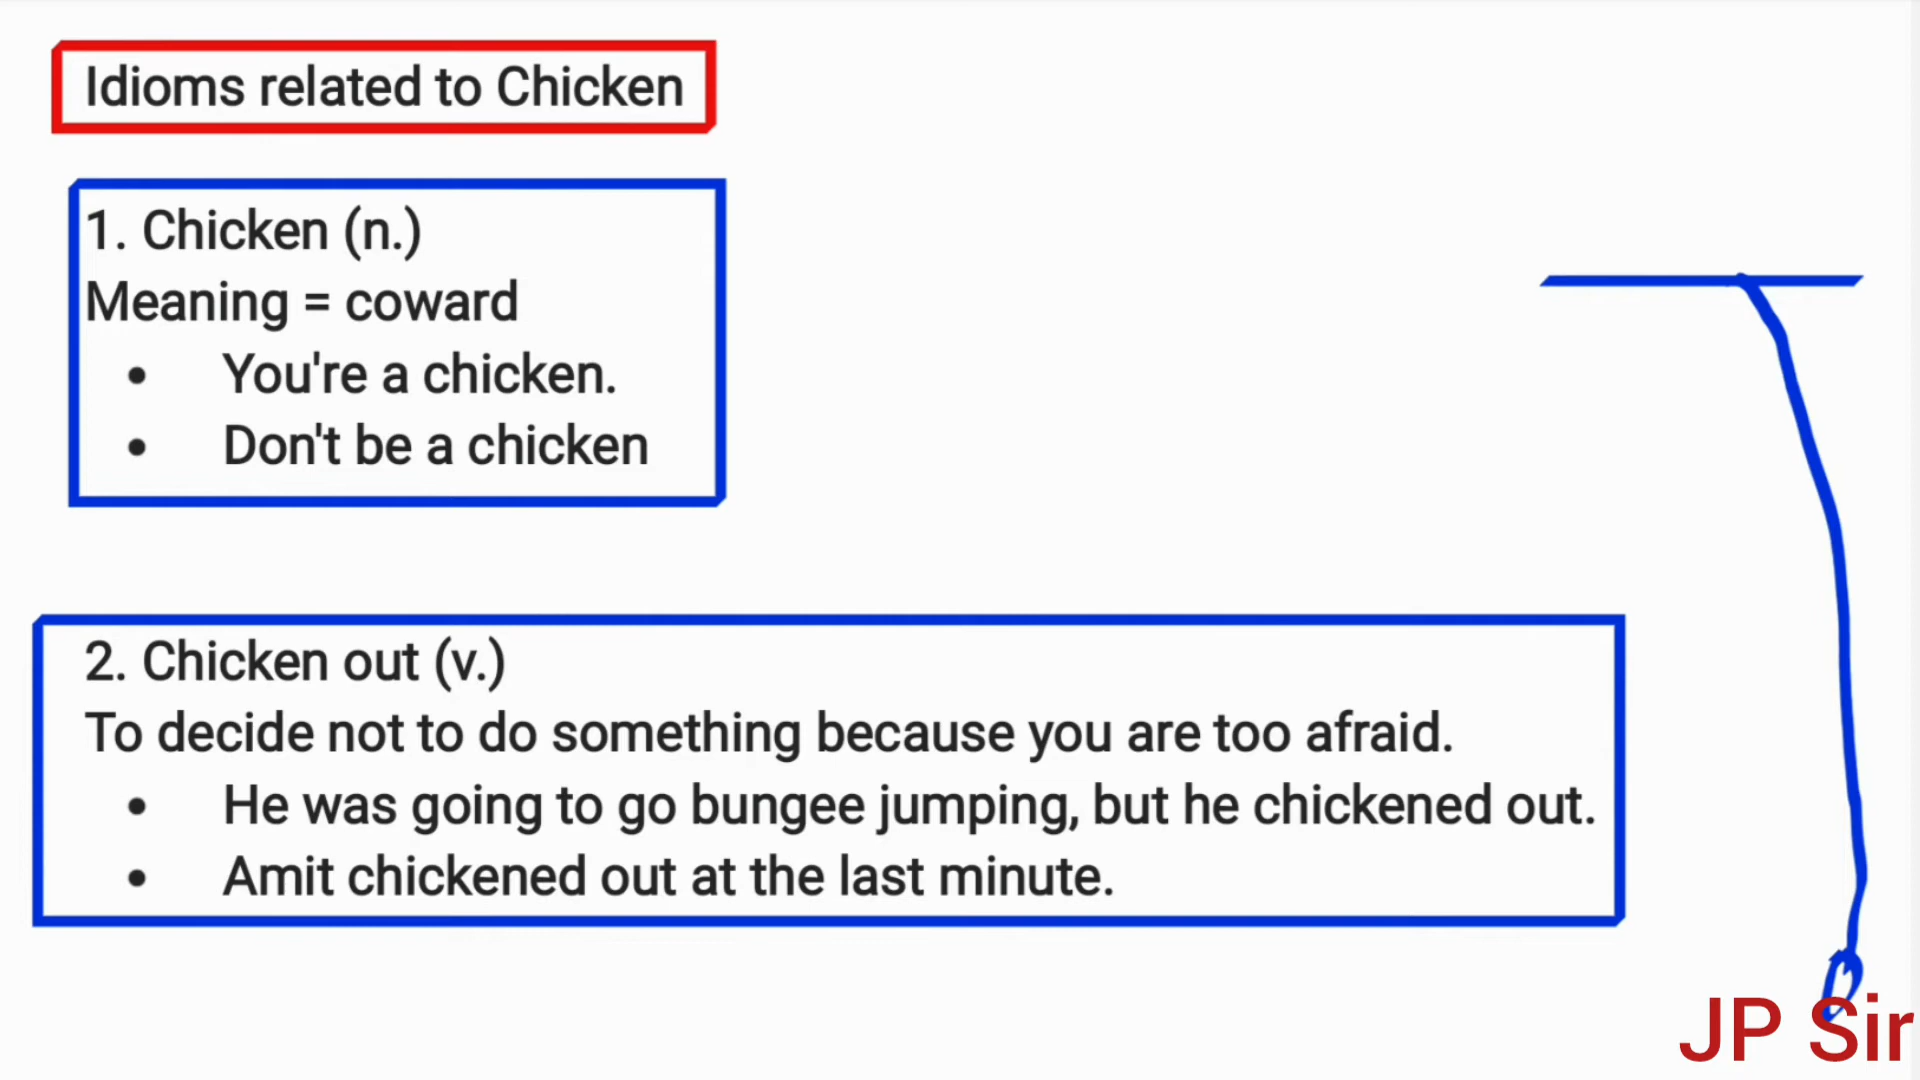 Idioms related to Chicken
1. Chicken (n.)
Meaning = coward
• You're a chicken.
• Don't be a chicken
2. Chicken out (v.)
To decide not to do something because you are too afraid.
• He was going to go bungee jumping, but he chickened out.
• Amit chickened out at the last minute.
JP Sir